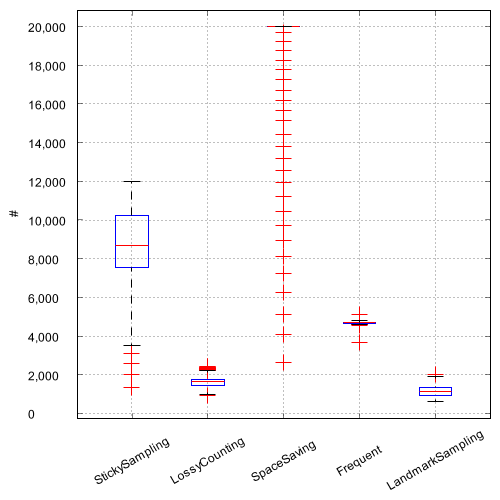 20,000
18,000
16,000
14,000
12,000
10,000
8,000
6,000
4,000
2,000
0
#
StickySampling
LossyCounting
SpaceSaving
Frequent
LandmarkSampling